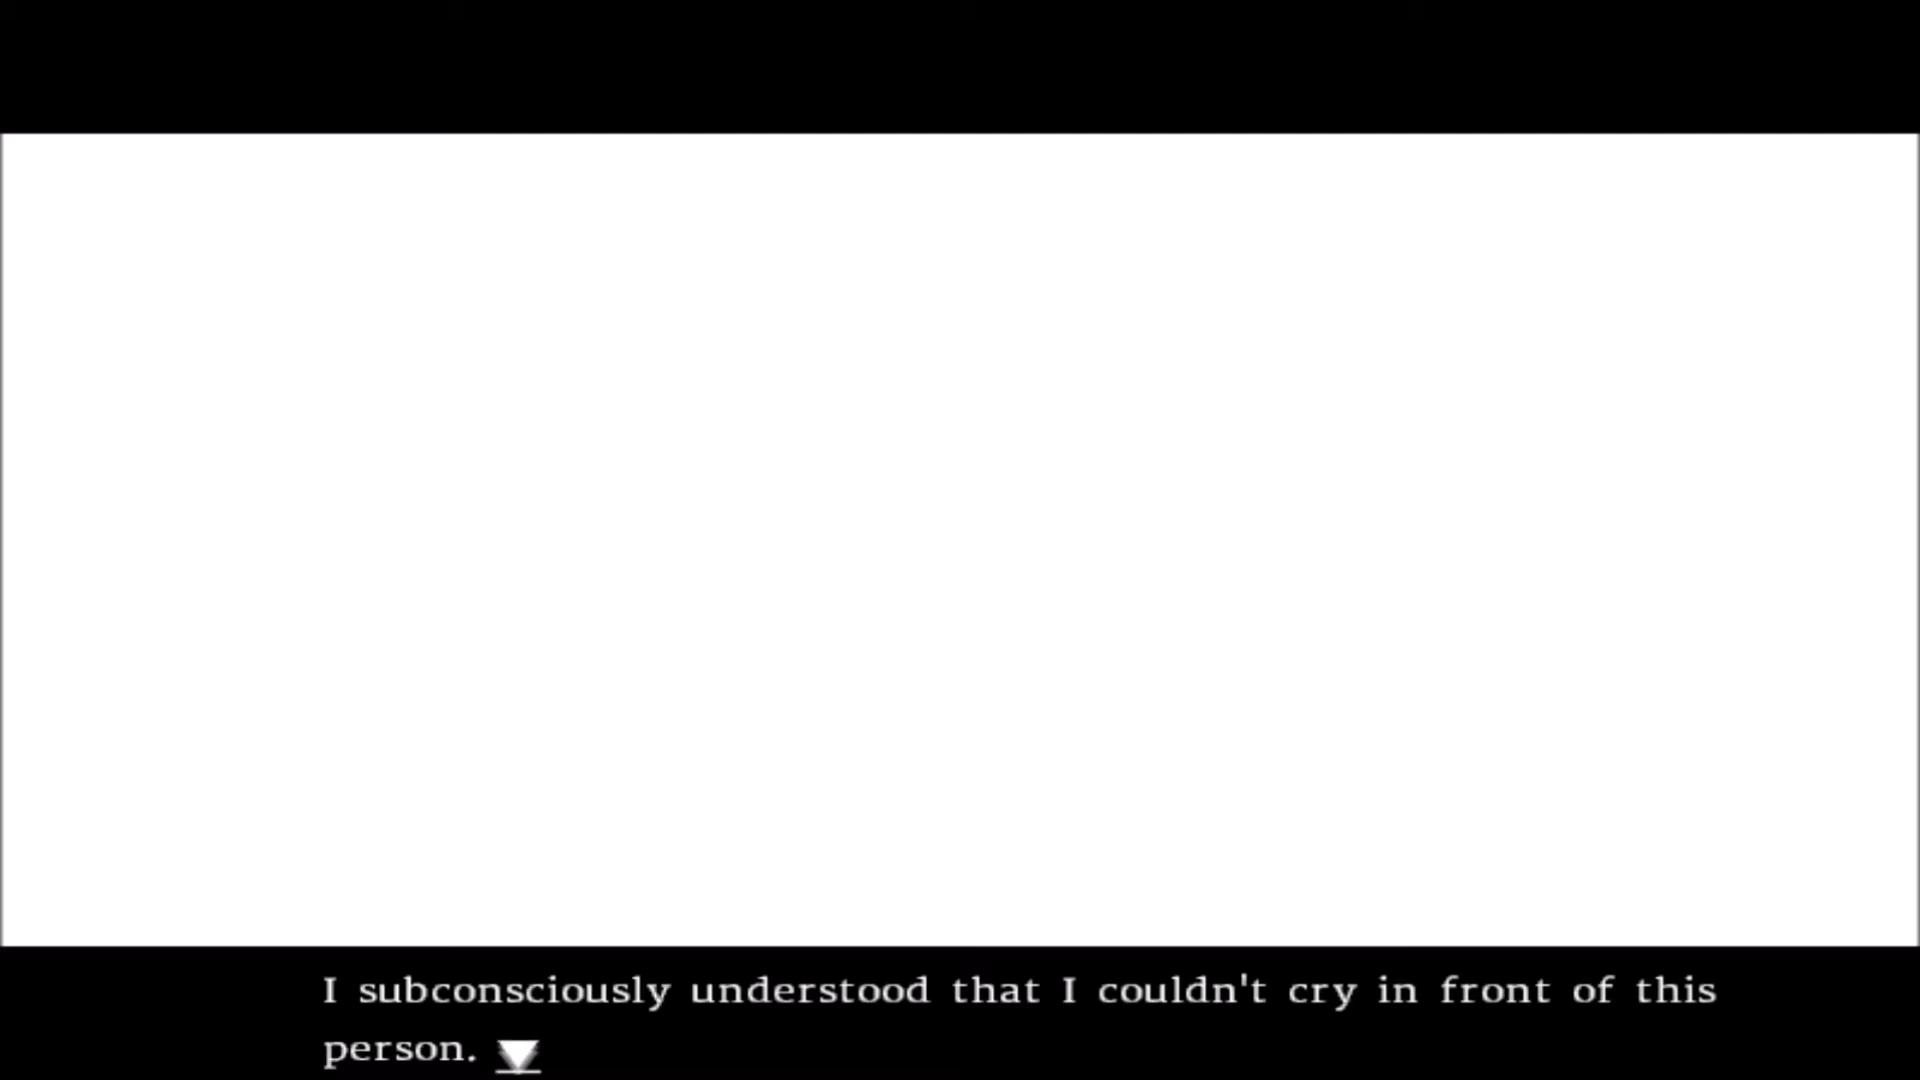 I subconsciously understood that I couldn't cry in front of this
person.